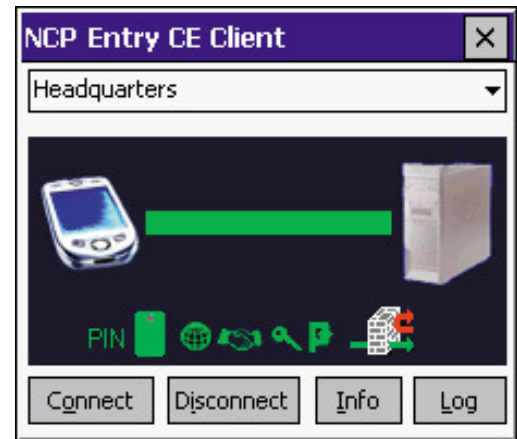 NCP Entry CE Client
Headquarters
PIN
Connect Disconnect Info Log